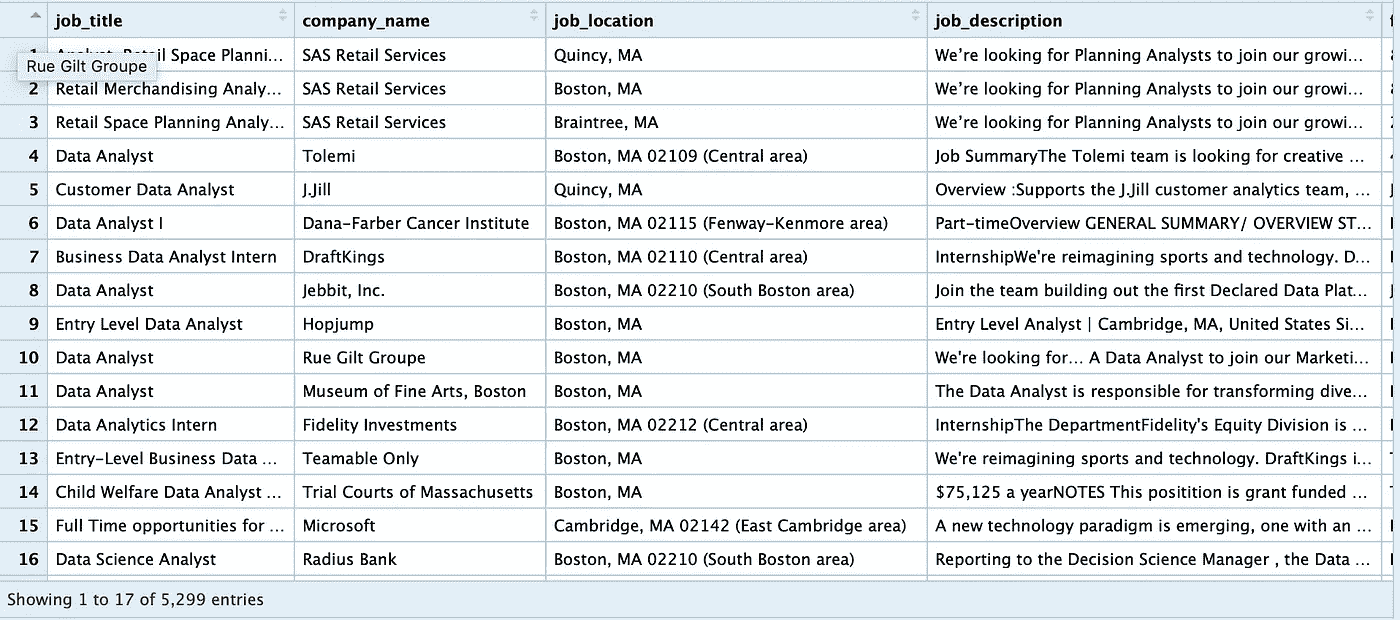 job_title company_name job_location job_description
1 Analyst, Retail Space Planni... SAS Retail Services Quincy, MA We’re looking for Planning Analysts to join our growi...
Rue Gilt Groupe
2 Retail Merchandising Analy... SAS Retail Services Boston, MA We’re looking for Planning Analysts to join our growi...
3 Retail Space Planning Analy... SAS Retail Services Braintree, MA We’re looking for Planning Analysts to join our growi...
4 Data Analyst Tolemi Boston, MA 02109 (Central area) Job SummaryThe Tolemi team is looking for creative ...
5 Customer Data Analyst J.Jill Quincy, MA Overview :Supports the J.Jill customer analytics team, ...
6 Data Analyst I Dana-Farber Cancer Institute Boston, MA 02115 (Fenway-Kenmore area) Part-timeOverview GENERAL SUMMARY/ OVERVIEW ST...
7 Business Data Analyst Intern DraftKings Boston, MA 02110 (Central area) InternshipWe're reimagining sports and technology. D...
8 Data Analyst Jebbit, Inc. Boston, MA 02210 (South Boston area) Join the team building out the first Declared Data Plat...
9 Entry Level Data Analyst Hopjump Boston, MA Entry Level Analyst | Cambridge, MA, United States Si...
10 Data Analyst Rue Gilt Groupe Boston, MA We're looking for... A Data Analyst to join our Marketi...
11 Data Analyst Museum of Fine Arts, Boston Boston, MA The Data Analyst is responsible for transforming dive...
12 Data Analytics Intern Fidelity Investments Boston, MA 02212 (Central area) InternshipThe DepartmentFidelity's Equity Division is ...
13 Entry-Level Business Data ... Teamable Only Boston, MA We're reimagining sports and technology. DraftKings i...
14 Child Welfare Data Analyst ... Trial Courts of Massachusetts Boston, MA $75,125 a yearNOTES This positition is grant funded ...
15 Full Time opportunities for ... Microsoft Cambridge, MA 02142 (East Cambridge area) A new technology paradigm is emerging, one with an ...
16 Data Science Analyst Radius Bank Boston, MA 02210 (South Boston area) Reporting to the Decision Science Manager , the Data ...
Showing 1 to 17 of 5,299 entries